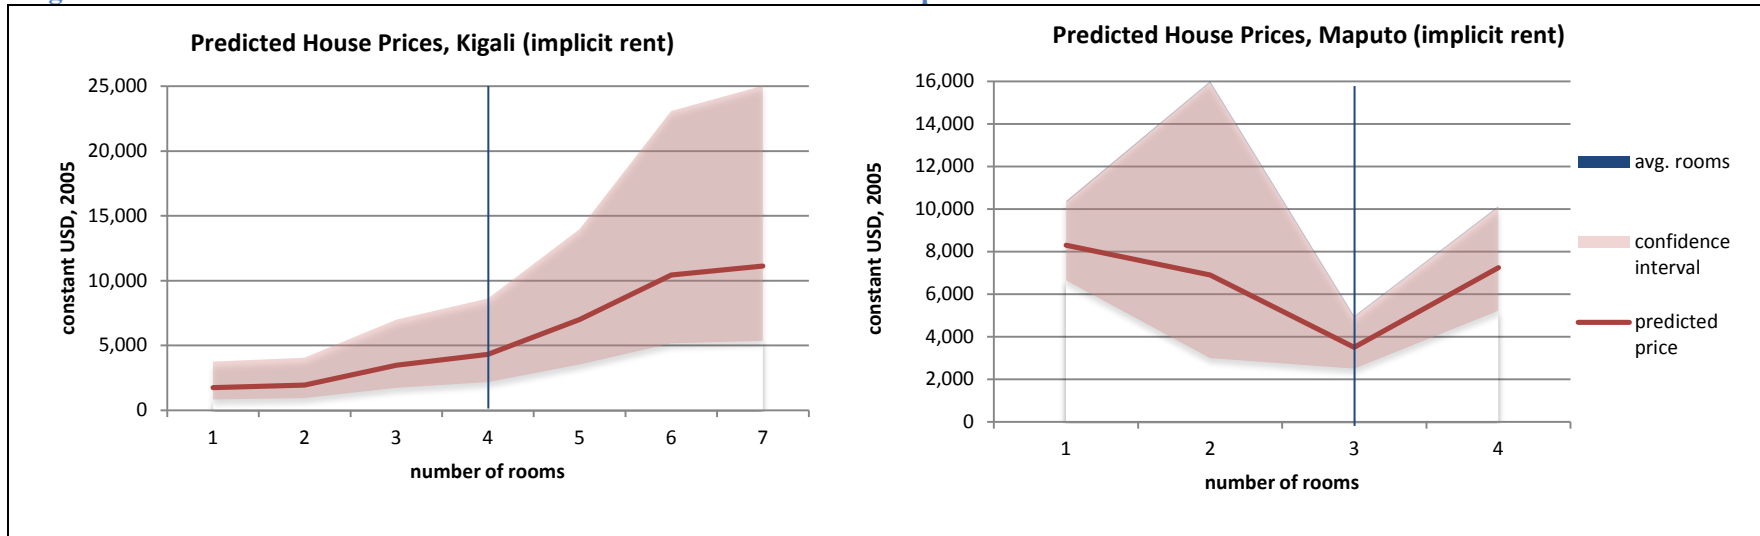 Predicted House Prices, Kigali (implicit rent)
25,000
20,000
15,000
10,000
5,000
0
constant USD, 2005
1 2 3 4 5 6 7
number of rooms
Predicted House Prices, Maputo (implicit rent)
16,000
14,000
12,000
10,000
8,000
6,000
4,000
2,000
0
constant USD, 2005
1 2 3 4
number of rooms
avg. rooms
confidence
interval
predicted
price